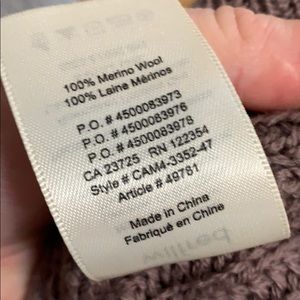 100% Merino Wool
100% Laine Mérinos
P.O. # 4500083973
P.O. # 4500083976
P.O. # 4500083978
CA 23725 RN 122354
Style # CAM4-3352-47
Article # 49761
Made in China
Fabriqué en Chine
wilfred